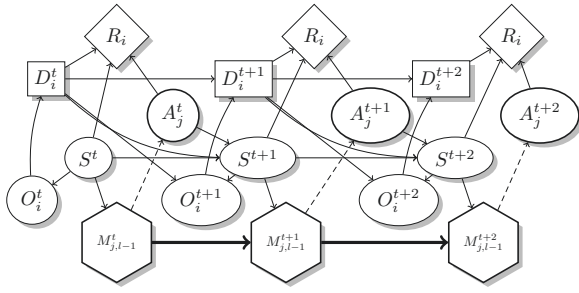 R_i R_i R_i
D_i^t D_i^{t+1} D_i^{t+2}
A_j^t A_j^{t+1} A_j^{t+2}
S^t S^{t+1} S^{t+2}
O_i^t O_i^{t+1} O_i^{t+2}
M_{j,l-1}^t M_{j,l-1}^{t+1} M_{j,l-1}^{t+2}